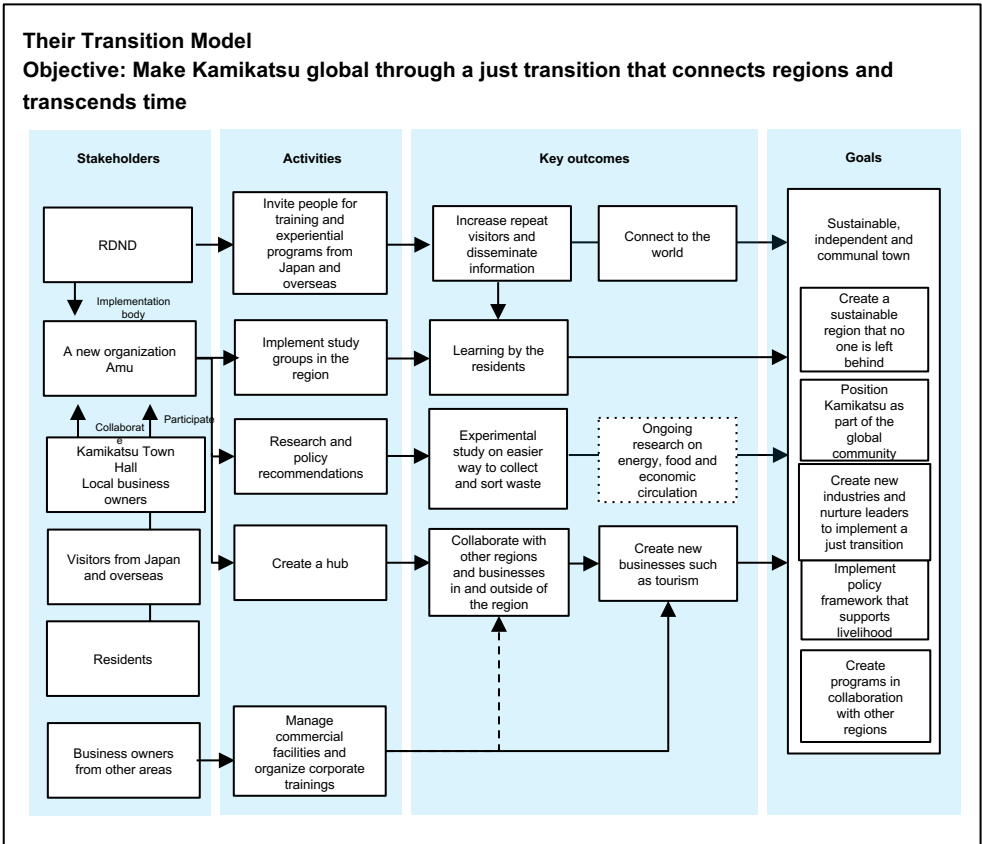 Their Transition Model
Objective: Make Kamikatsu global through a just transition that connects regions and
transcends time
Stakeholders
Activities
Key outcomes
Goals
RDND
Invite people for
training and
experiential
programs from
Japan and
overseas
Increase repeat
visitors and
disseminate
information
Connect to the
world
Sustainable,
independent and
communal town
Implementation
body
A new organization
Amu
Implement study
groups in the
region
Learning by the
residents
Create a
sustainable
region that no
one is left
behind
Collaborat
e
Participate
Kamikatsu Town
Hall
Local business
owners
Research and
policy
recommendations
Experimental
study on easier
way to collect
and sort waste
Ongoing
research on
energy, food and
economic
circulation
Position
Kamikatsu as
part of the
global
community
Visitors from Japan
and overseas
Create a hub
Collaborate with
other regions
and businesses
in and outside of
the region
Create new
businesses such
as tourism
Create new
industries and
nurture leaders
to implement a
just transition
Implement
policy
framework that
supports
livelihood
Residents
Create
programs in
collaboration
with other
regions
Business owners
from other areas
Manage
commercial
facilities and
organize corporate
trainings